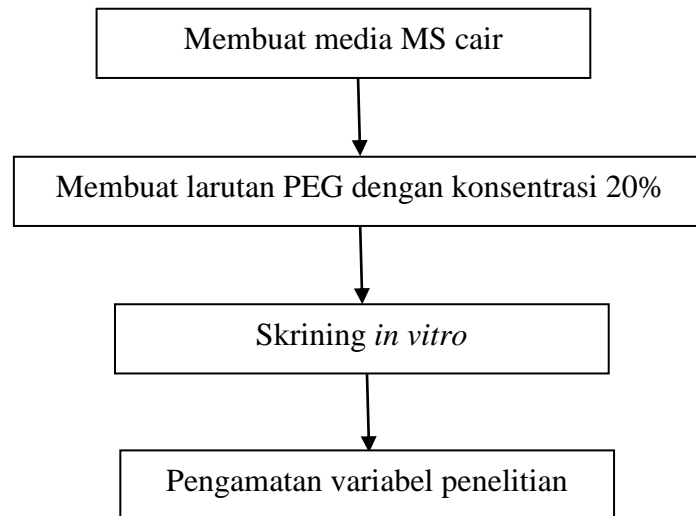 Membuat media MS cair
Membuat larutan PEG dengan konsentrasi 20%
Skrining in vitro
Pengamatan variabel penelitian